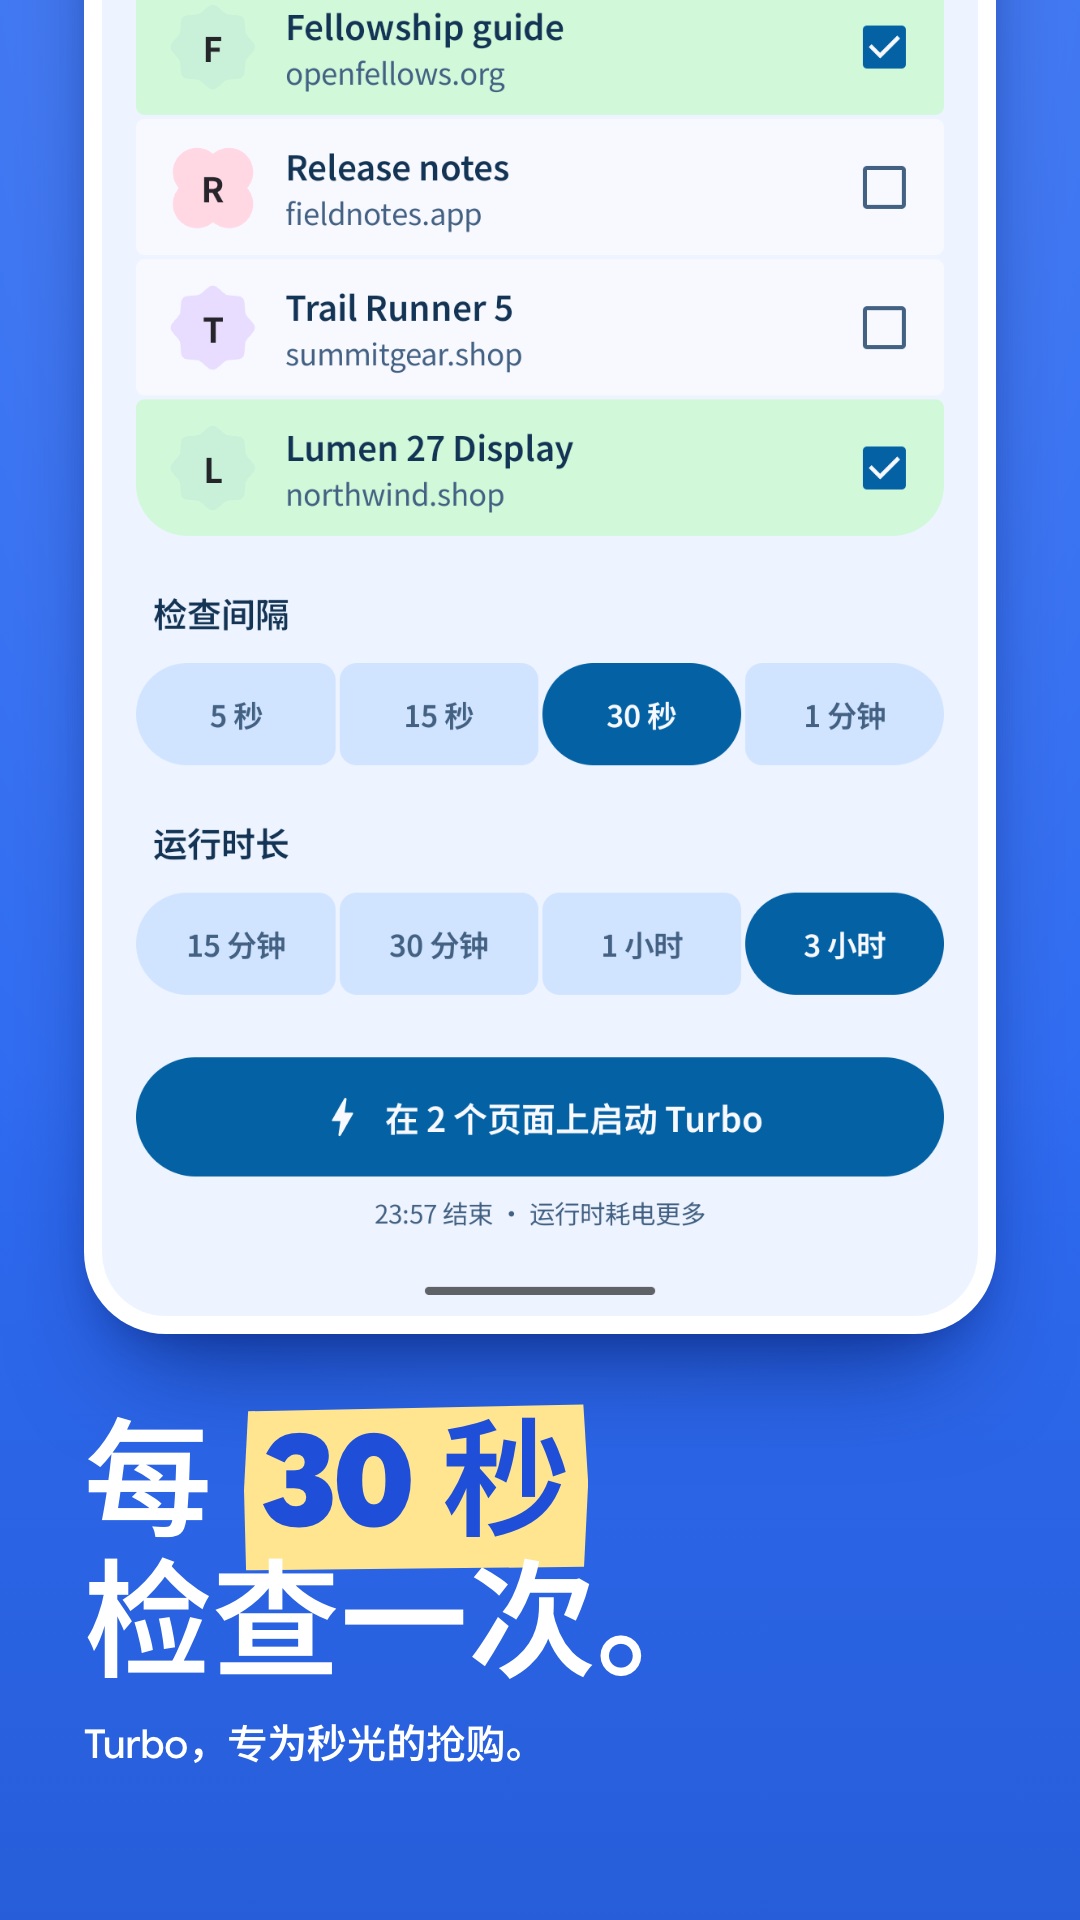 F
Fellowship guide
openfellows.org
R
Release notes
fieldnotes.app
T
Trail Runner 5
summitgear.shop
L
Lumen 27 Display
northwind.shop
检查间隔
5 秒
15 秒
30 秒
1 分钟
运行时长
15 分钟
30 分钟
1 小时
3 小时
在 2 个页面上启动 Turbo
23:57 结束 · 运行时耗电更多
每 30 秒
检查一次。
Turbo，专为秒光的抢购。